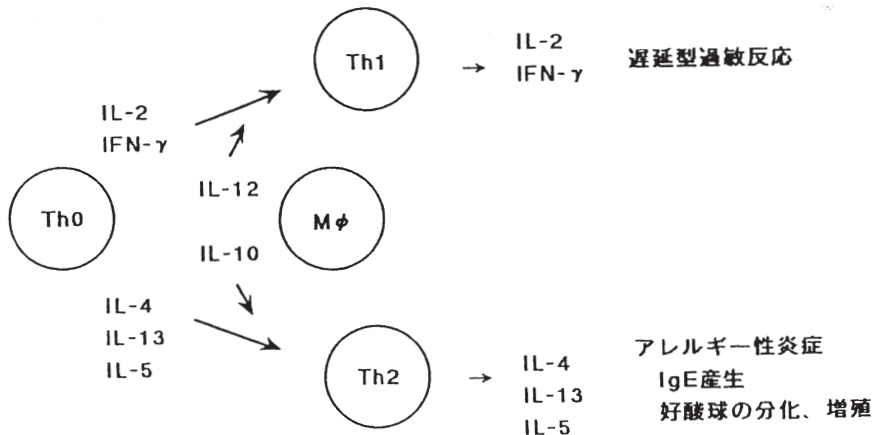 Th1
IL-2
IFN-γ
遅延型過敏反応
IL-2
IFN-γ
IL-12
Th0
Mφ
IL-10
IL-4
IL-13
IL-5
Th2
IL-4
IL-13
IL-5
アレルギー性炎症
IgE産生
好酸球の分化、増殖